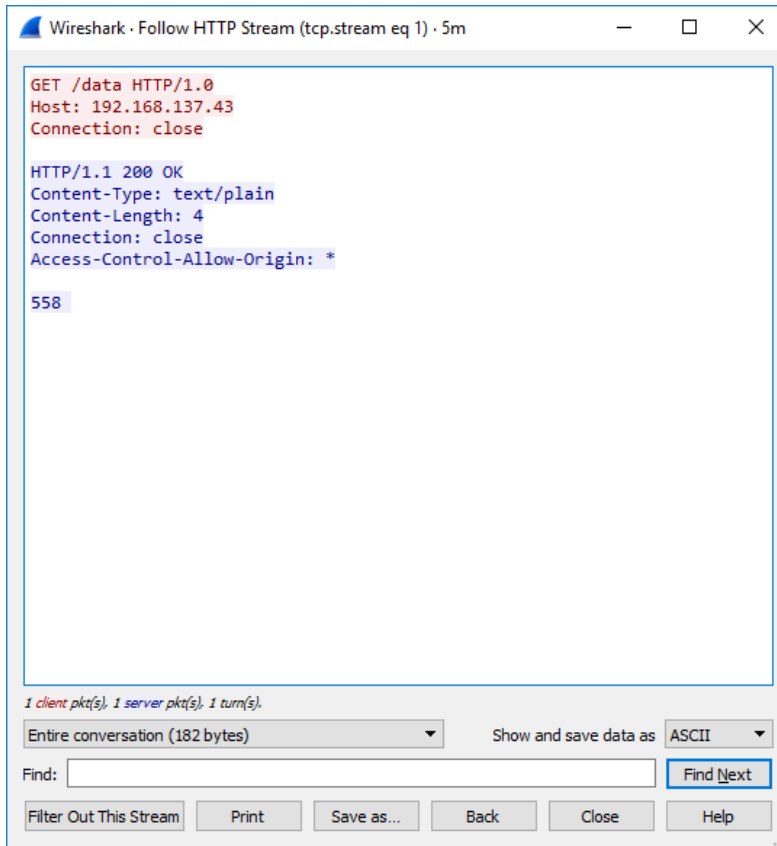 Wireshark · Follow HTTP Stream (tcp.stream eq 1) · 5m
GET /data HTTP/1.0
Host: 192.168.137.43
Connection: close
HTTP/1.1 200 OK
Content-Type: text/plain
Content-Length: 4
Connection: close
Access-Control-Allow-Origin: *
558
1 client pkt(s), 1 server pkt(s), 1 turn(s).
Entire conversation (182 bytes) Show and save data as ASCII
Find: Find Next
Filter Out This Stream Print Save as... Back Close Help